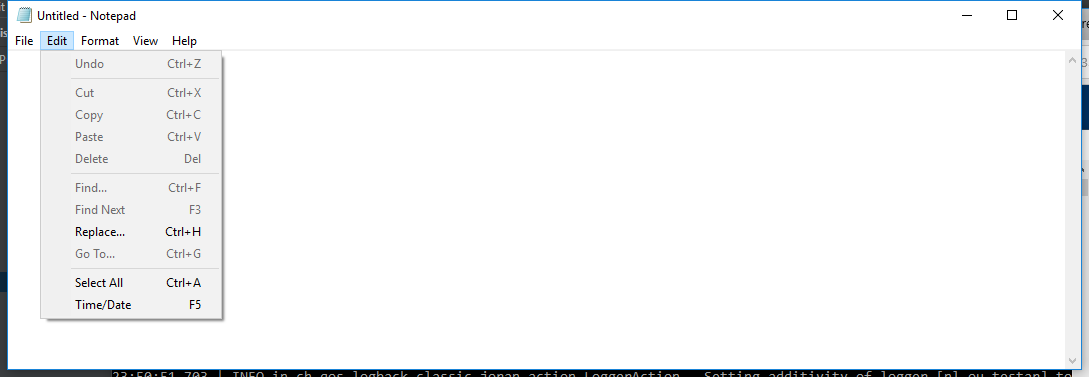 Untitled - Notepad
File Edit Format View Help
Undo Ctrl+Z
Cut Ctrl+X
Copy Ctrl+C
Paste Ctrl+V
Delete Del
Find... Ctrl+F
Find Next F3
Replace... Ctrl+H
Go To... Ctrl+G
Select All Ctrl+A
Time/Date F5